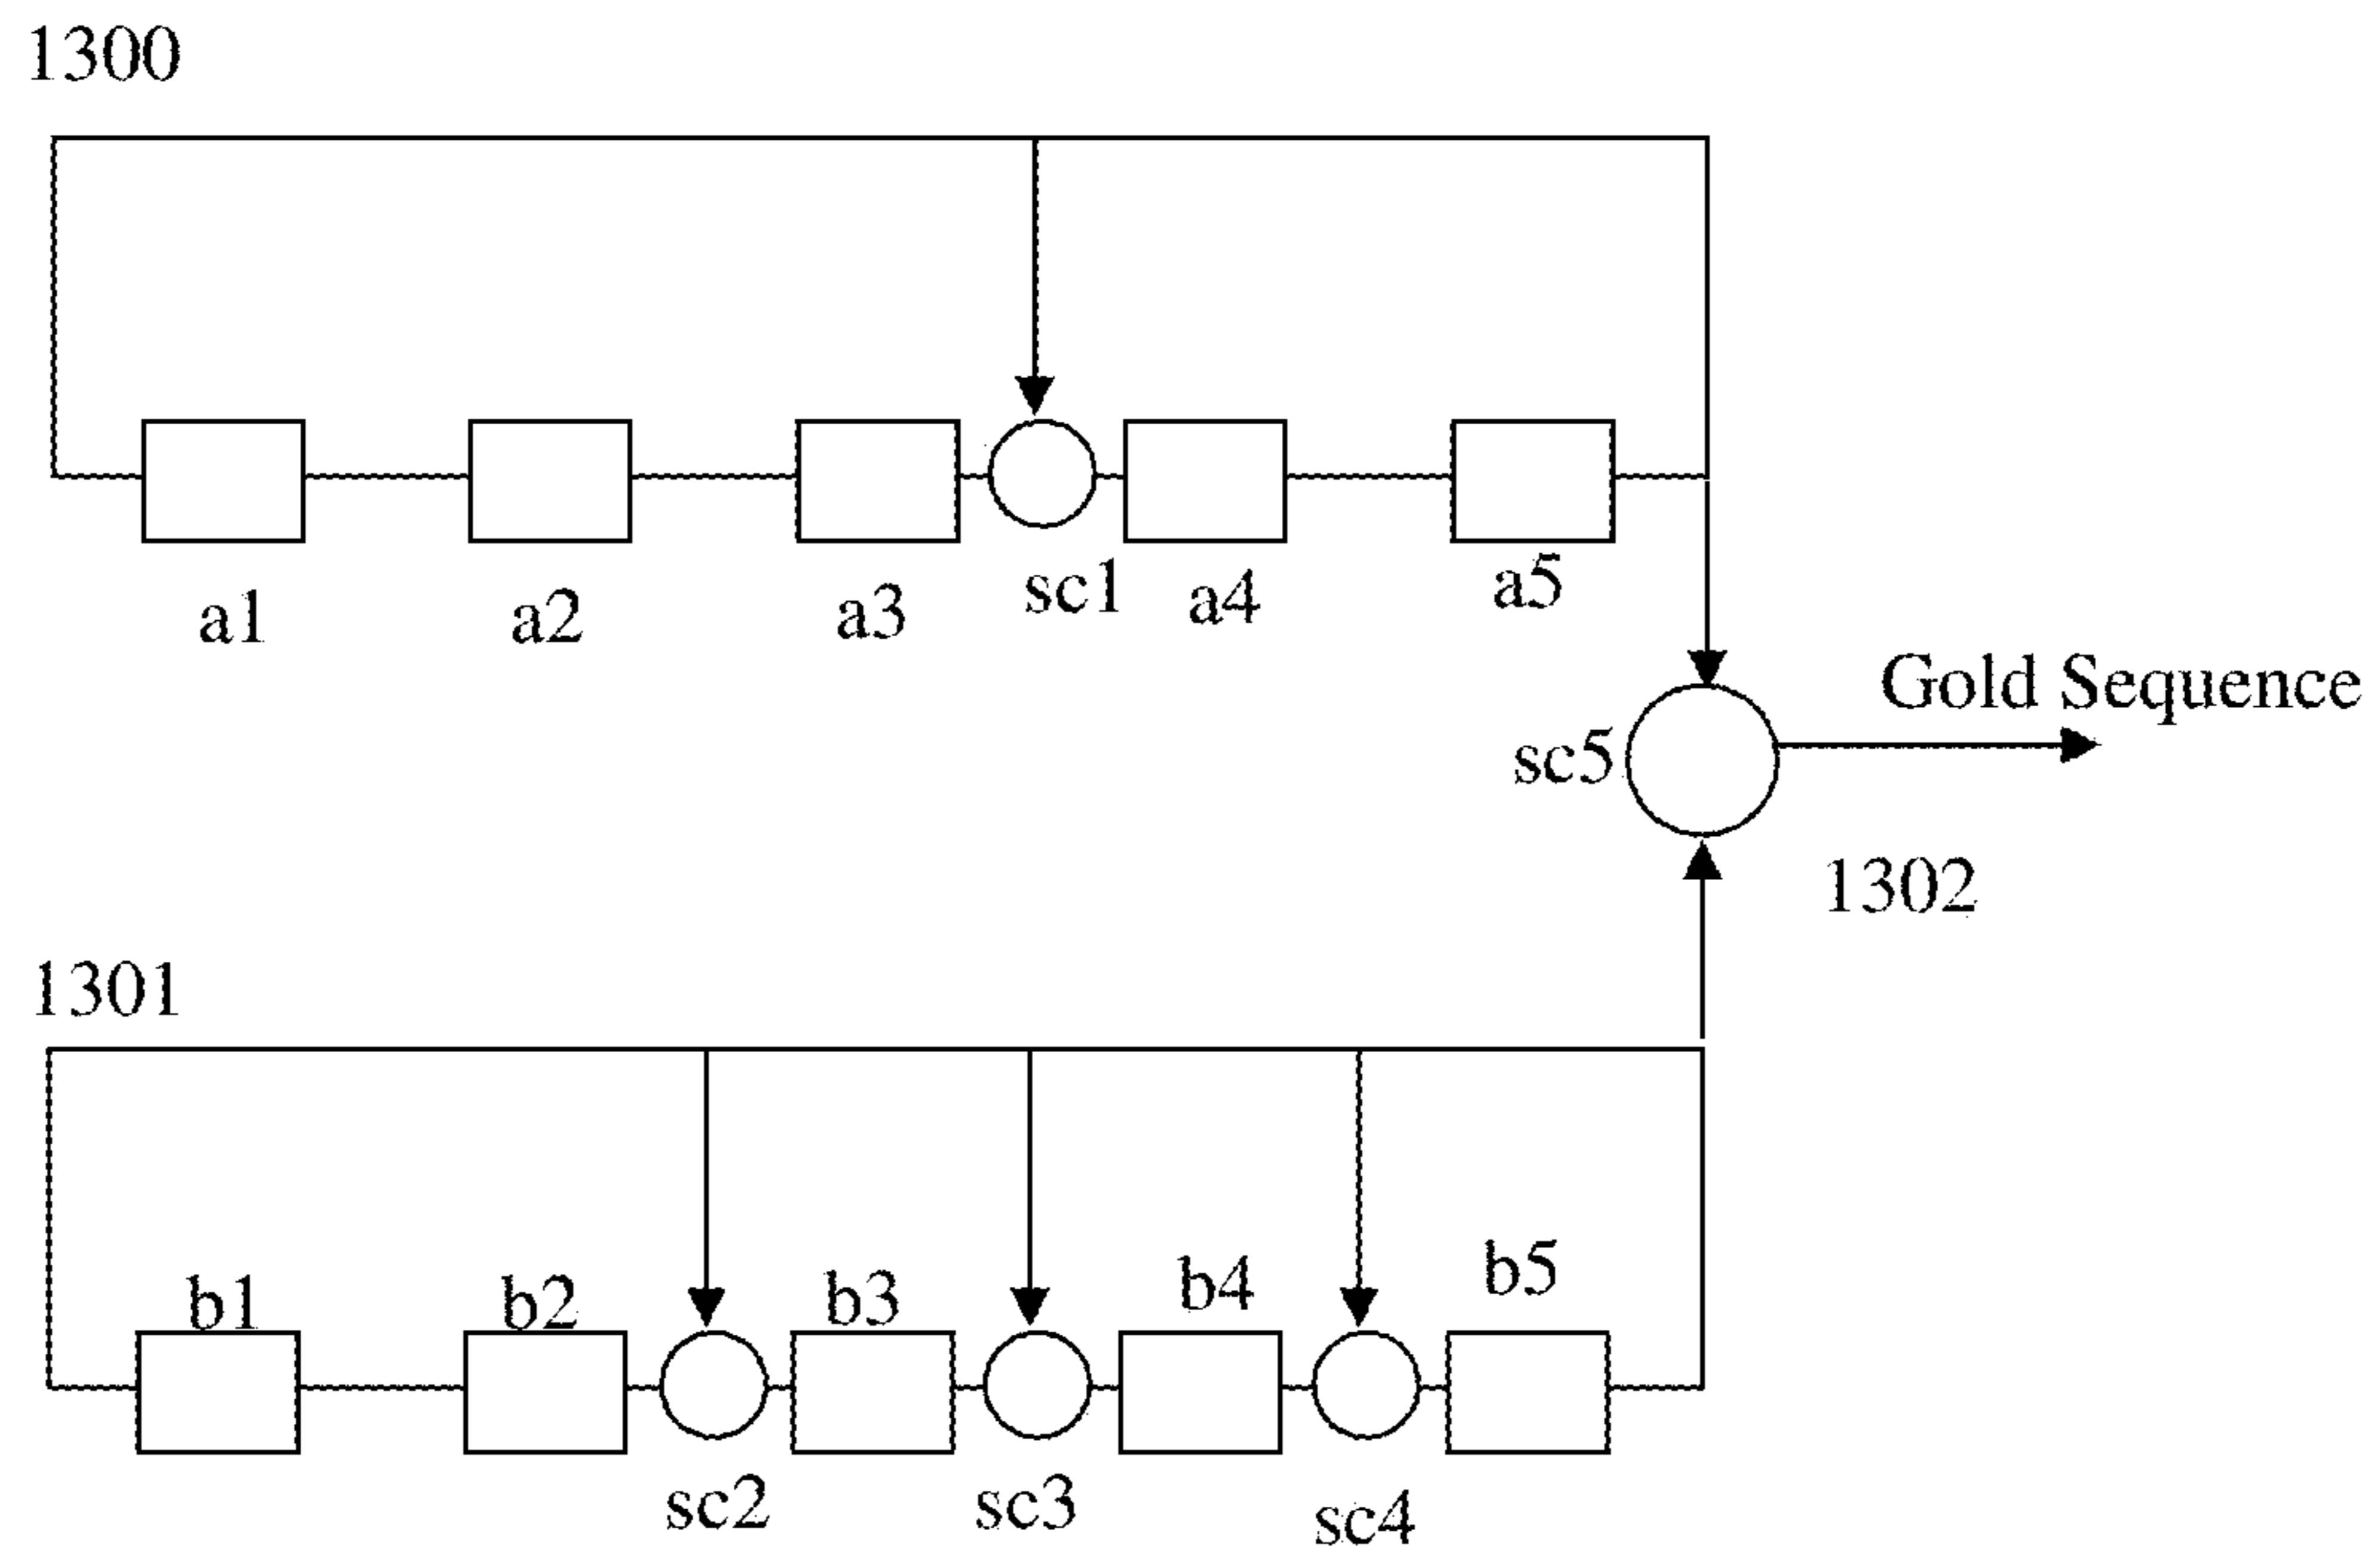 1300
a1
a2
a3
sc1
a4
a5
Gold Sequence
sc5
1302
1301
b1
b2
b3
b4
b5
sc2
sc3
sc4